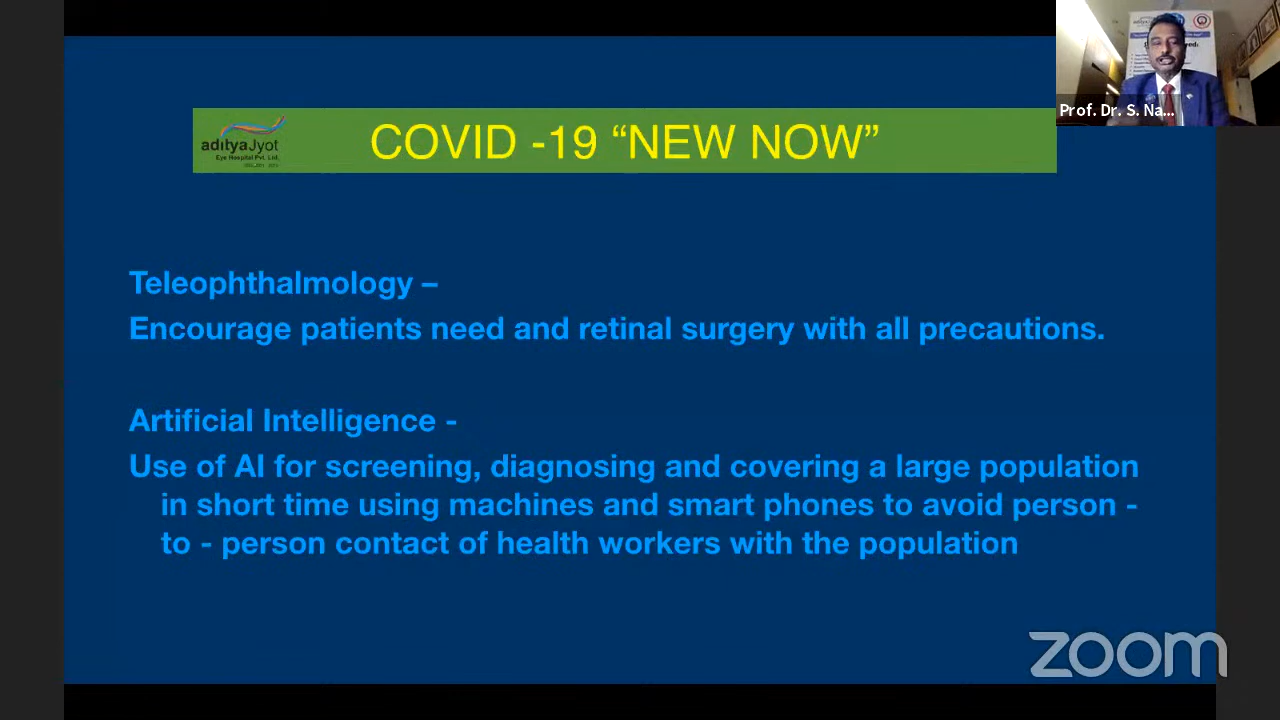 adityaJyot
Eye Hospital Pvt. Ltd.
COVID -19 “NEW NOW”
Prof. Dr. S. Na...
Teleophthalmology –
Encourage patients need and retinal surgery with all precautions.
Artificial Intelligence -
Use of AI for screening, diagnosing and covering a large population
in short time using machines and smart phones to avoid person -
to - person contact of health workers with the population
zoom